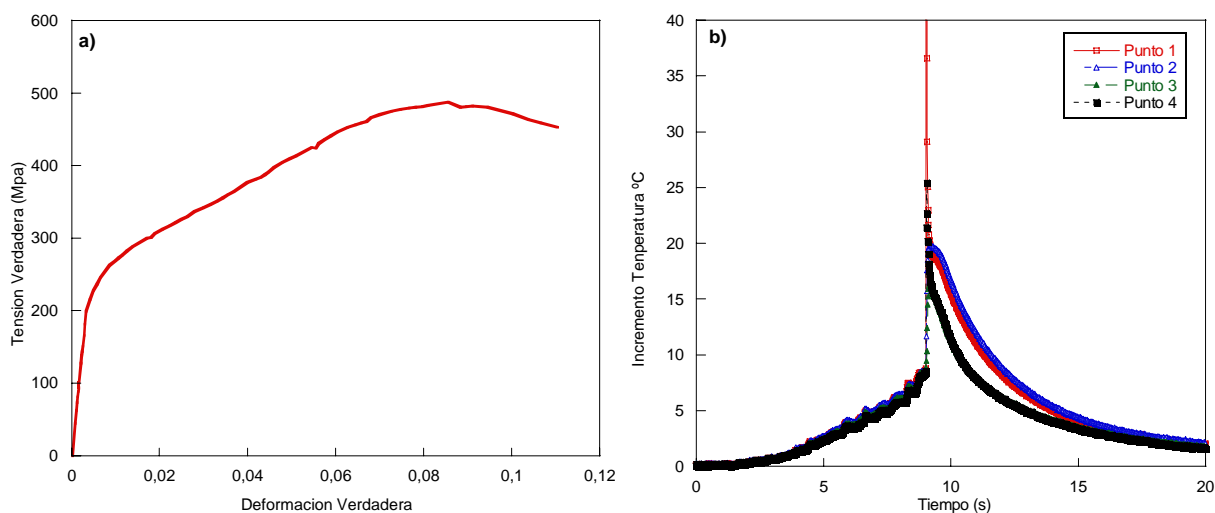 a)
600
500
400
300
200
100
0
Tension Verdadera (Mpa)
0
0,02
0,04
0,06
0,08
0,1
0,12
Deformacion Verdadera
b)
40
35
30
25
20
15
10
5
0
Incremento Tenperatura ºC
Punto 1
Punto 2
Punto 3
Punto 4
0
5
10
15
20
Tiempo (s)